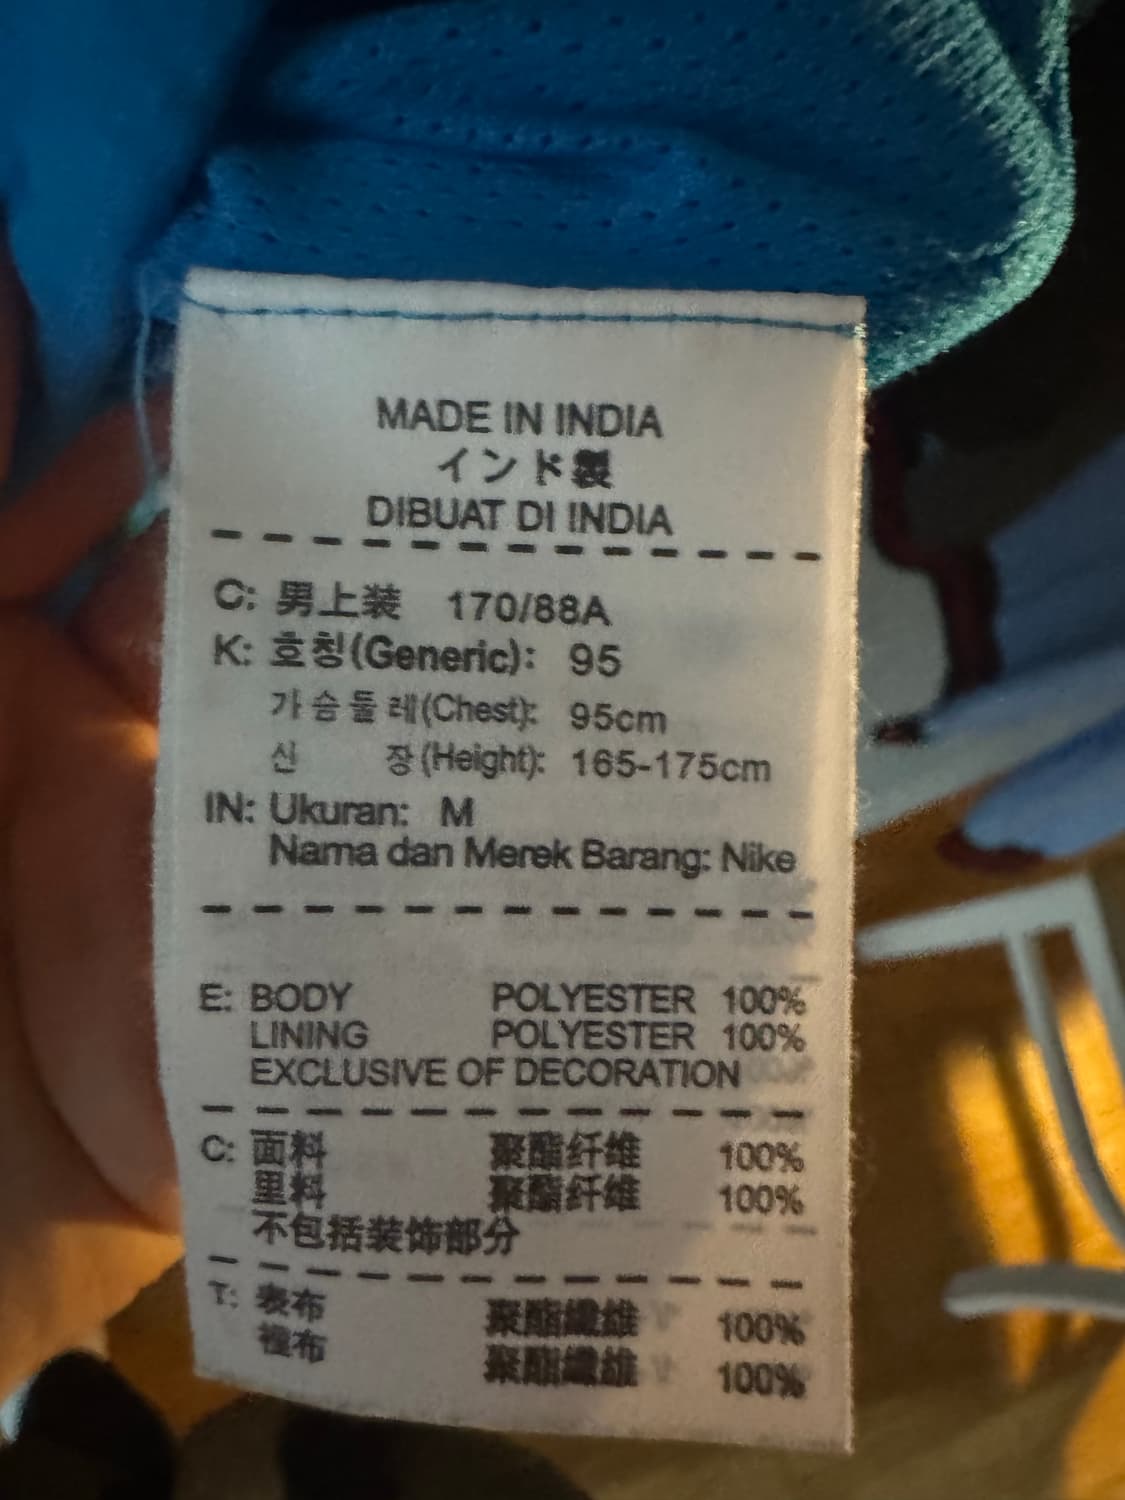 MADE IN INDIA
インド製
DIBUAT DI INDIA
C: 男上装 170/88A
K: 호칭(Generic): 95
가슴둘레(Chest): 95cm
신 장(Height): 165-175cm
IN: Ukuran: M
Nama dan Merek Barang: Nike
E: BODY POLYESTER 100%
LINING POLYESTER 100%
EXCLUSIVE OF DECORATION
C: 面料 聚酯纤维 100%
里料 聚酯纤维 100%
不包括装饰部分
T: 表布 聚酯纖維 100%
裡布 聚酯纖維 100%